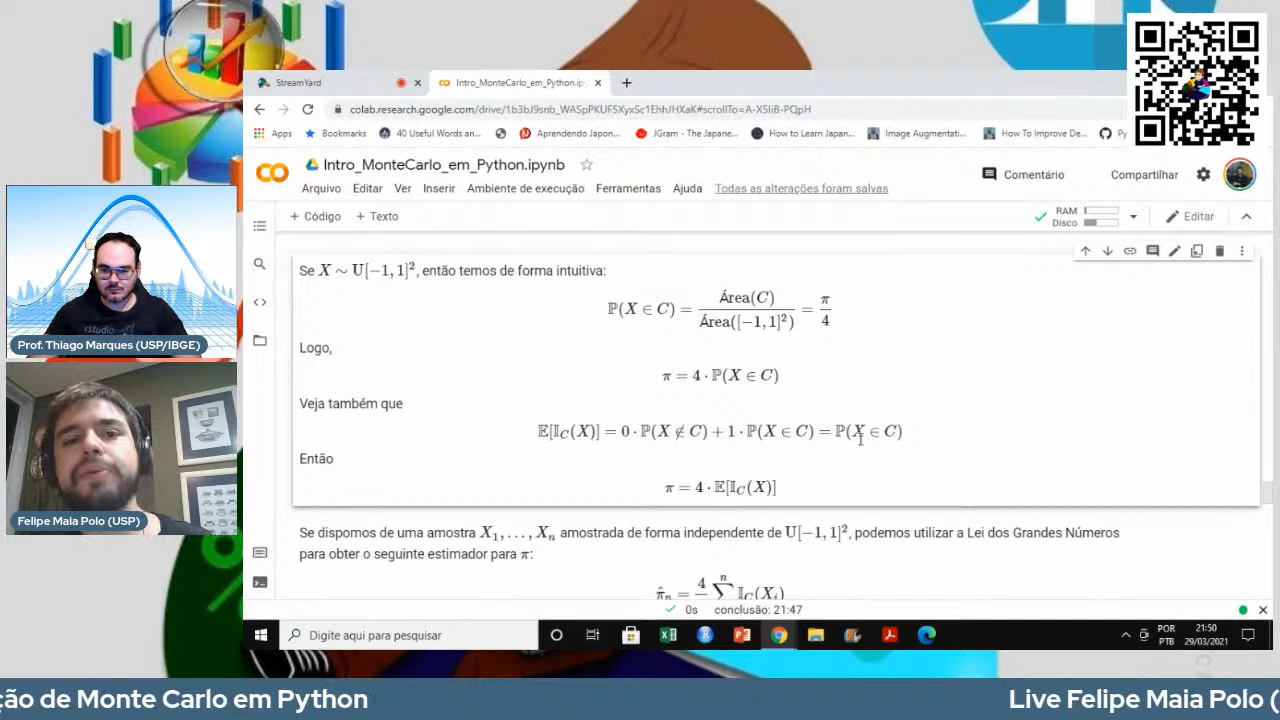 StreamYard
Intro_MonteCarlo_em_Python.ip
colab.research.google.com
Apps
Bookmarks
40 Useful Words an...
Aprendendo Japon...
JGram - The Japane...
How to Learn Japan...
Image Augmentati...
How To Improve De...
Py
Intro_MonteCarlo_em_Python.ipynb
Comentário
Compartilhar
Arquivo Editar Ver Inserir Ambiente de execução Ferramentas Ajuda Todas as alterações foram salvas
+ Código + Texto
RAM
Disco
Editar
Se X ∼ U[−1, 1]², então temos de forma intuitiva:
ℙ(X ∈ C) = Área(C) / Área([−1, 1]²) = π / 4
Logo,
π = 4 · ℙ(X ∈ C)
Veja também que
𝔼[𝕀_C(X)] = 0 · ℙ(X ∉ C) + 1 · ℙ(X ∈ C) = ℙ(X ∈ C)
Então
π = 4 · 𝔼[𝕀_C(X)]
Se dispomos de uma amostra X₁, . . . , Xₙ amostrada de forma independente de U[−1, 1]², podemos utilizar a Lei dos Grandes Números
para obter o seguinte estimador para π:
0s conclusão: 21:47
Prof. Thiago Marques (USP/IBGE)
rstudio
Felipe Maia Polo (USP)
Digite aqui para pesquisar
POR
PTB
21:50
29/03/2021
ção de Monte Carlo em Python
Live Felipe Maia Polo (